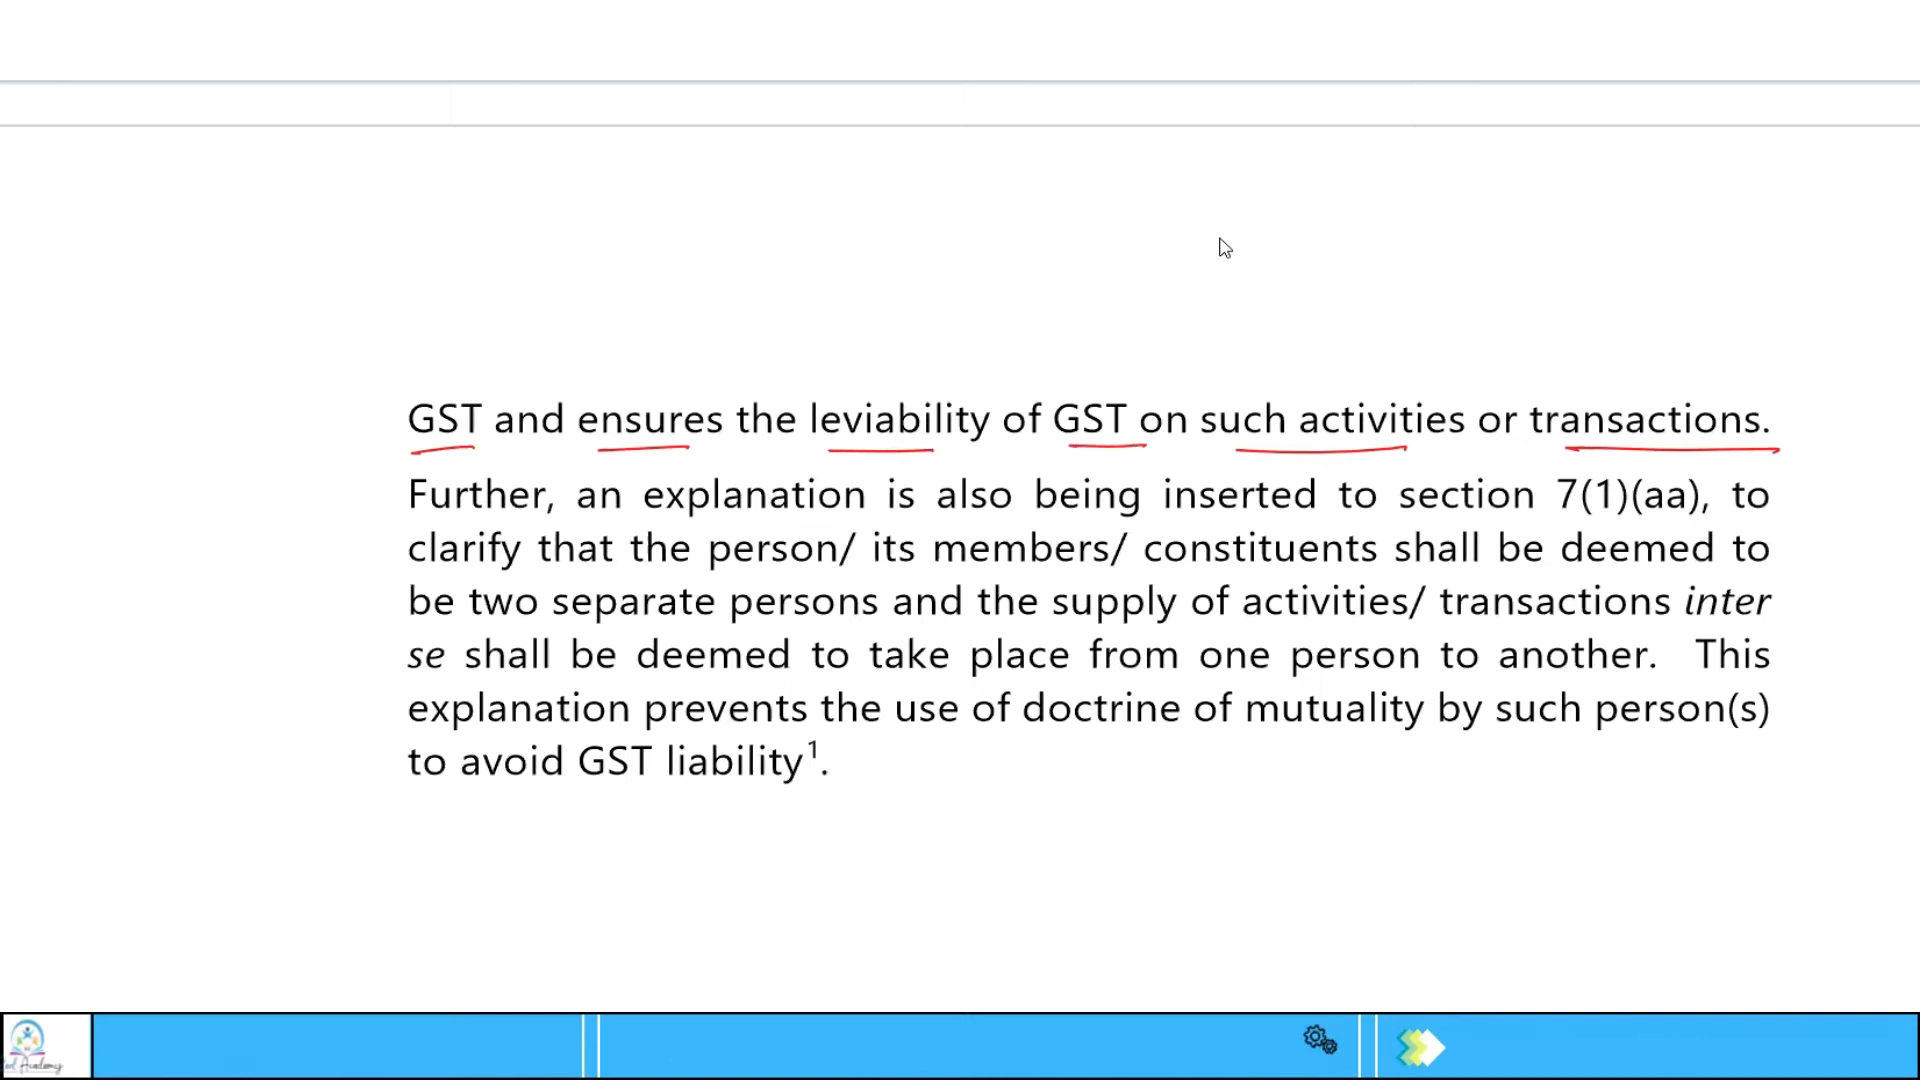 GST and ensures the leviability of GST on such activities or transactions.
Further, an explanation is also being inserted to section 7(1)(aa), to
clarify that the person/ its members/ constituents shall be deemed to
be two separate persons and the supply of activities/ transactions inter
se shall be deemed to take place from one person to another. This
explanation prevents the use of doctrine of mutuality by such person(s)
to avoid GST liability¹.
Academy